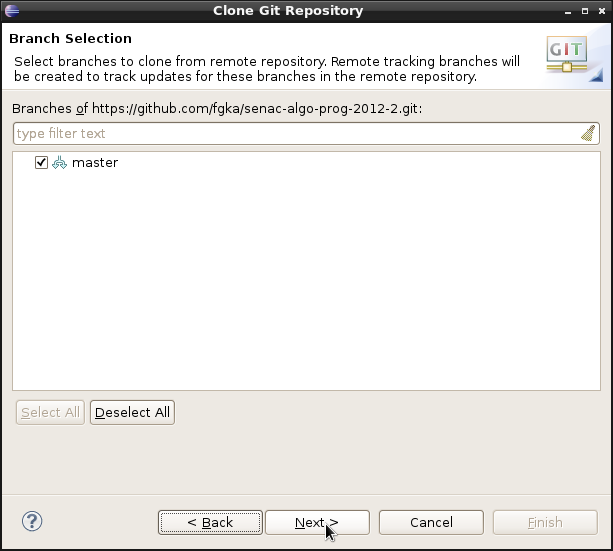 Clone Git Repository
Branch Selection
Select branches to clone from remote repository. Remote tracking branches will
be created to track updates for these branches in the remote repository.
GIT
Branches of https://github.com/fgka/senac-algo-prog-2012-2.git:
type filter text
master
Select All
Deselect All
?
< Back
Next >
Cancel
Finish